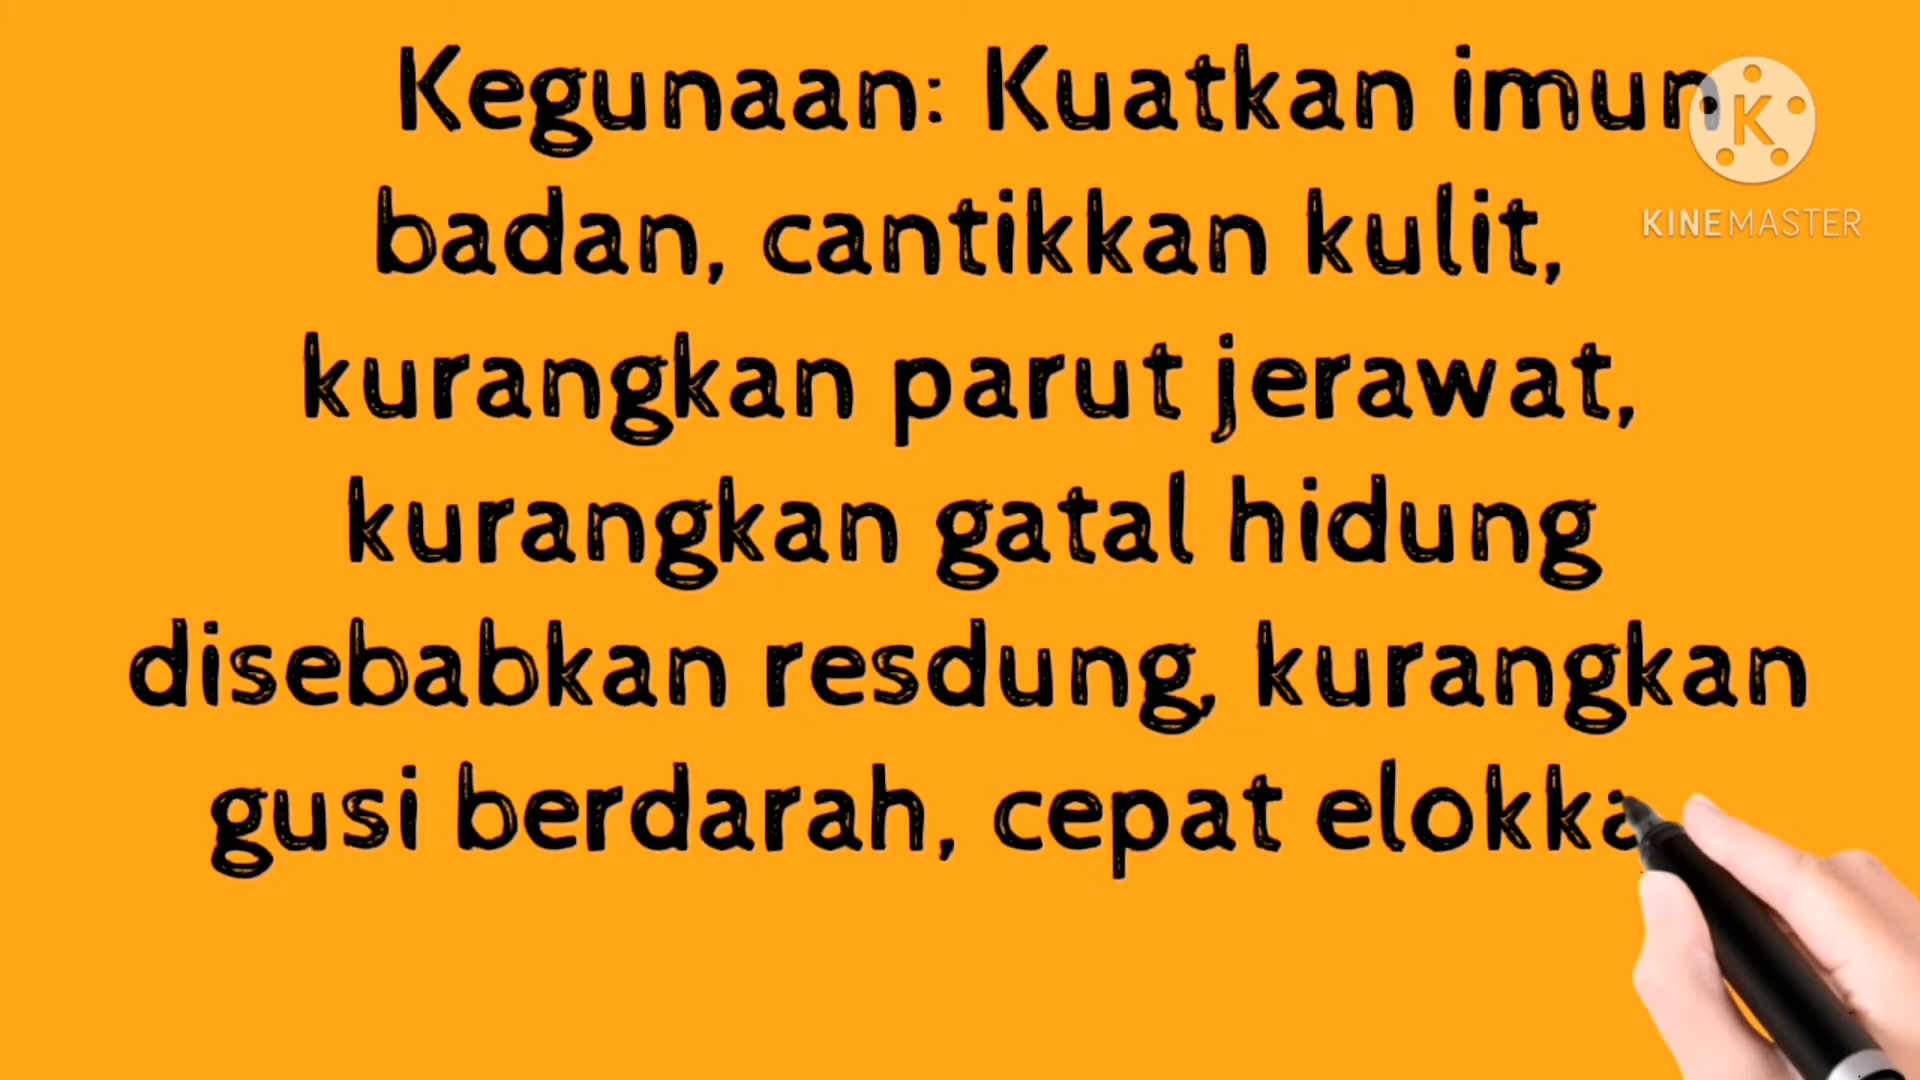 Kegunaan: Kuatkan imun
badan, cantikkan kulit,
kurangkan parut jerawat,
kurangkan gatal hidung
disebabkan resdung, kurangkan
gusi berdarah, cepat elokka
K
KINEMASTER